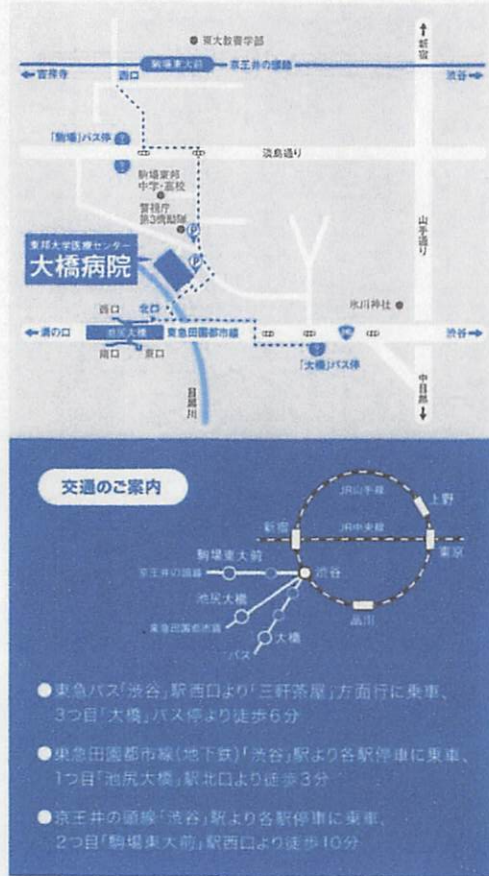 東大教養学部
新宿
吉祥寺
西口
駒場東大前
京王井の頭線
渋谷
「駒場」バス停
淡島通り
駒場東邦
中学・高校
警視庁
第3機動隊
P
P
山手通り
東邦大学医療センター
大橋病院
氷川神社
西口
北口
溝の口
池尻大橋
東急田園都市線
246
渋谷
南口
東口
「大橋」バス停
目黒川
中目黒
交通のご案内
JR山手線
上野
新宿
JR中央線
東京
駒場東大前
京王井の頭線
渋谷
池尻大橋
東急田園都市線
品川
大橋
バス
●東急バス「渋谷」駅西口より「三軒茶屋」方面行に乗車、
3つ目「大橋」バス停より徒歩6分
●東急田園都市線(地下鉄)「渋谷」駅より各駅停車に乗車、
1つ目「池尻大橋」駅北口より徒歩3分
●京王井の頭線「渋谷」駅より各駅停車に乗車、
2つ目「駒場東大前」駅西口より徒歩10分